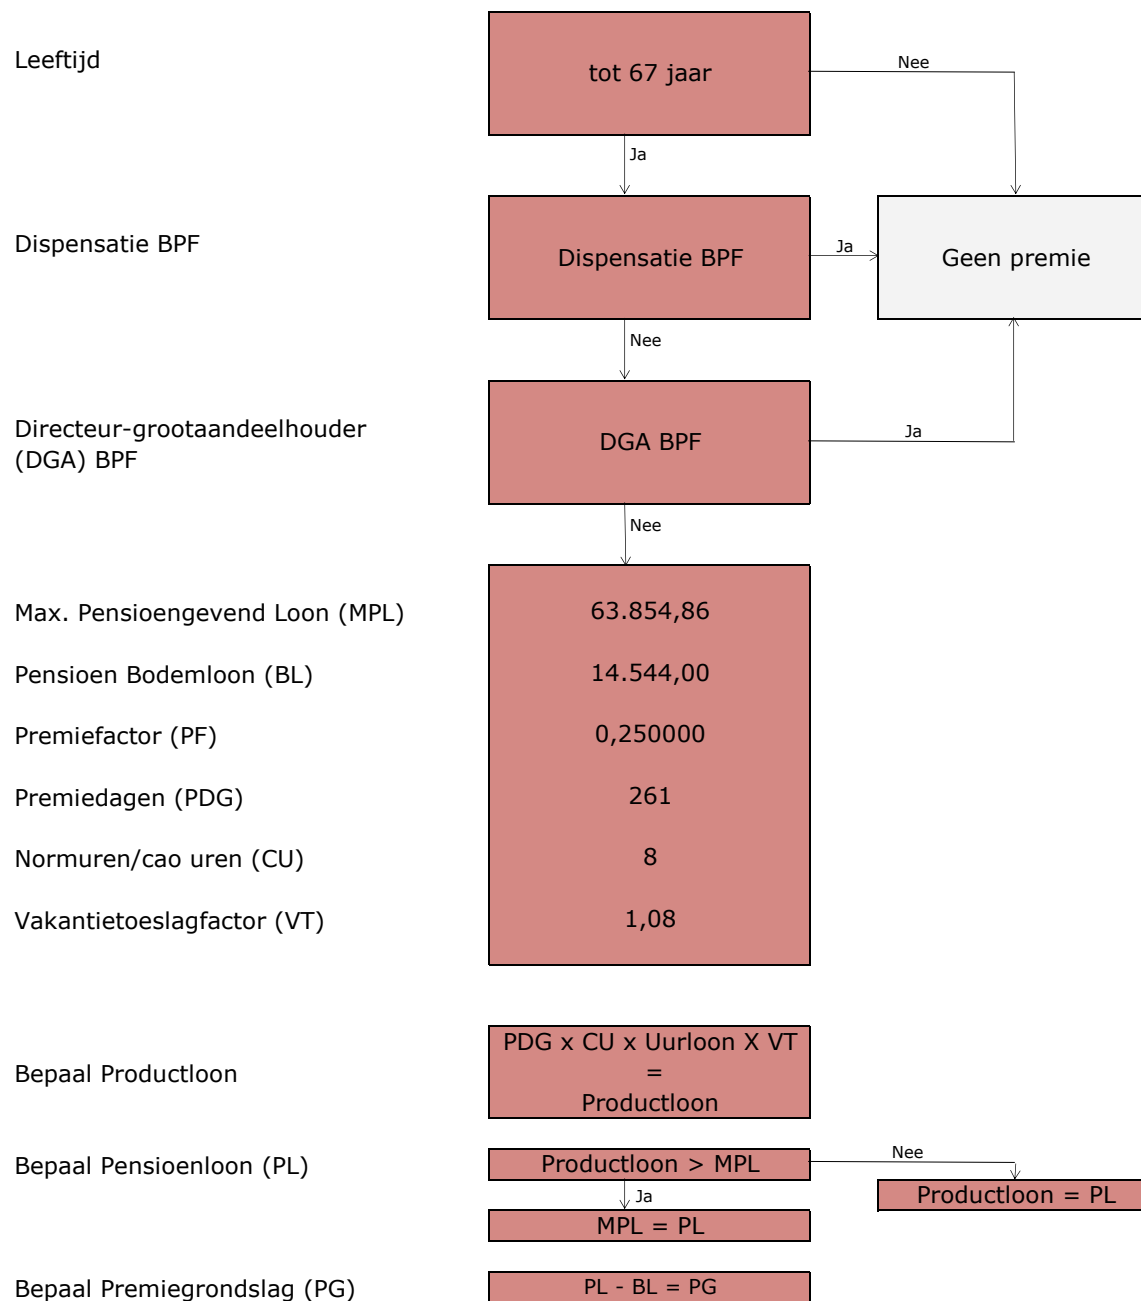 Leeftijd
tot 67 jaar
Nee
Ja
Dispensatie BPF
Dispensatie BPF
Ja
Geen premie
Nee
Directeur-grootaandeelhouder
(DGA) BPF
DGA BPF
Ja
Nee
Max. Pensioengevend Loon (MPL)
63.854,86
Pensioen Bodemloon (BL)
14.544,00
Premiefactor (PF)
0,250000
Premiedagen (PDG)
261
Normuren/cao uren (CU)
8
Vakantietoeslagfactor (VT)
1,08
Bepaal Productloon
PDG x CU x Uurloon X VT
=
Productloon
Bepaal Pensioenloon (PL)
Productloon > MPL
Nee
Productloon = PL
Ja
MPL = PL
Bepaal Premiegrondslag (PG)
PL - BL = PG